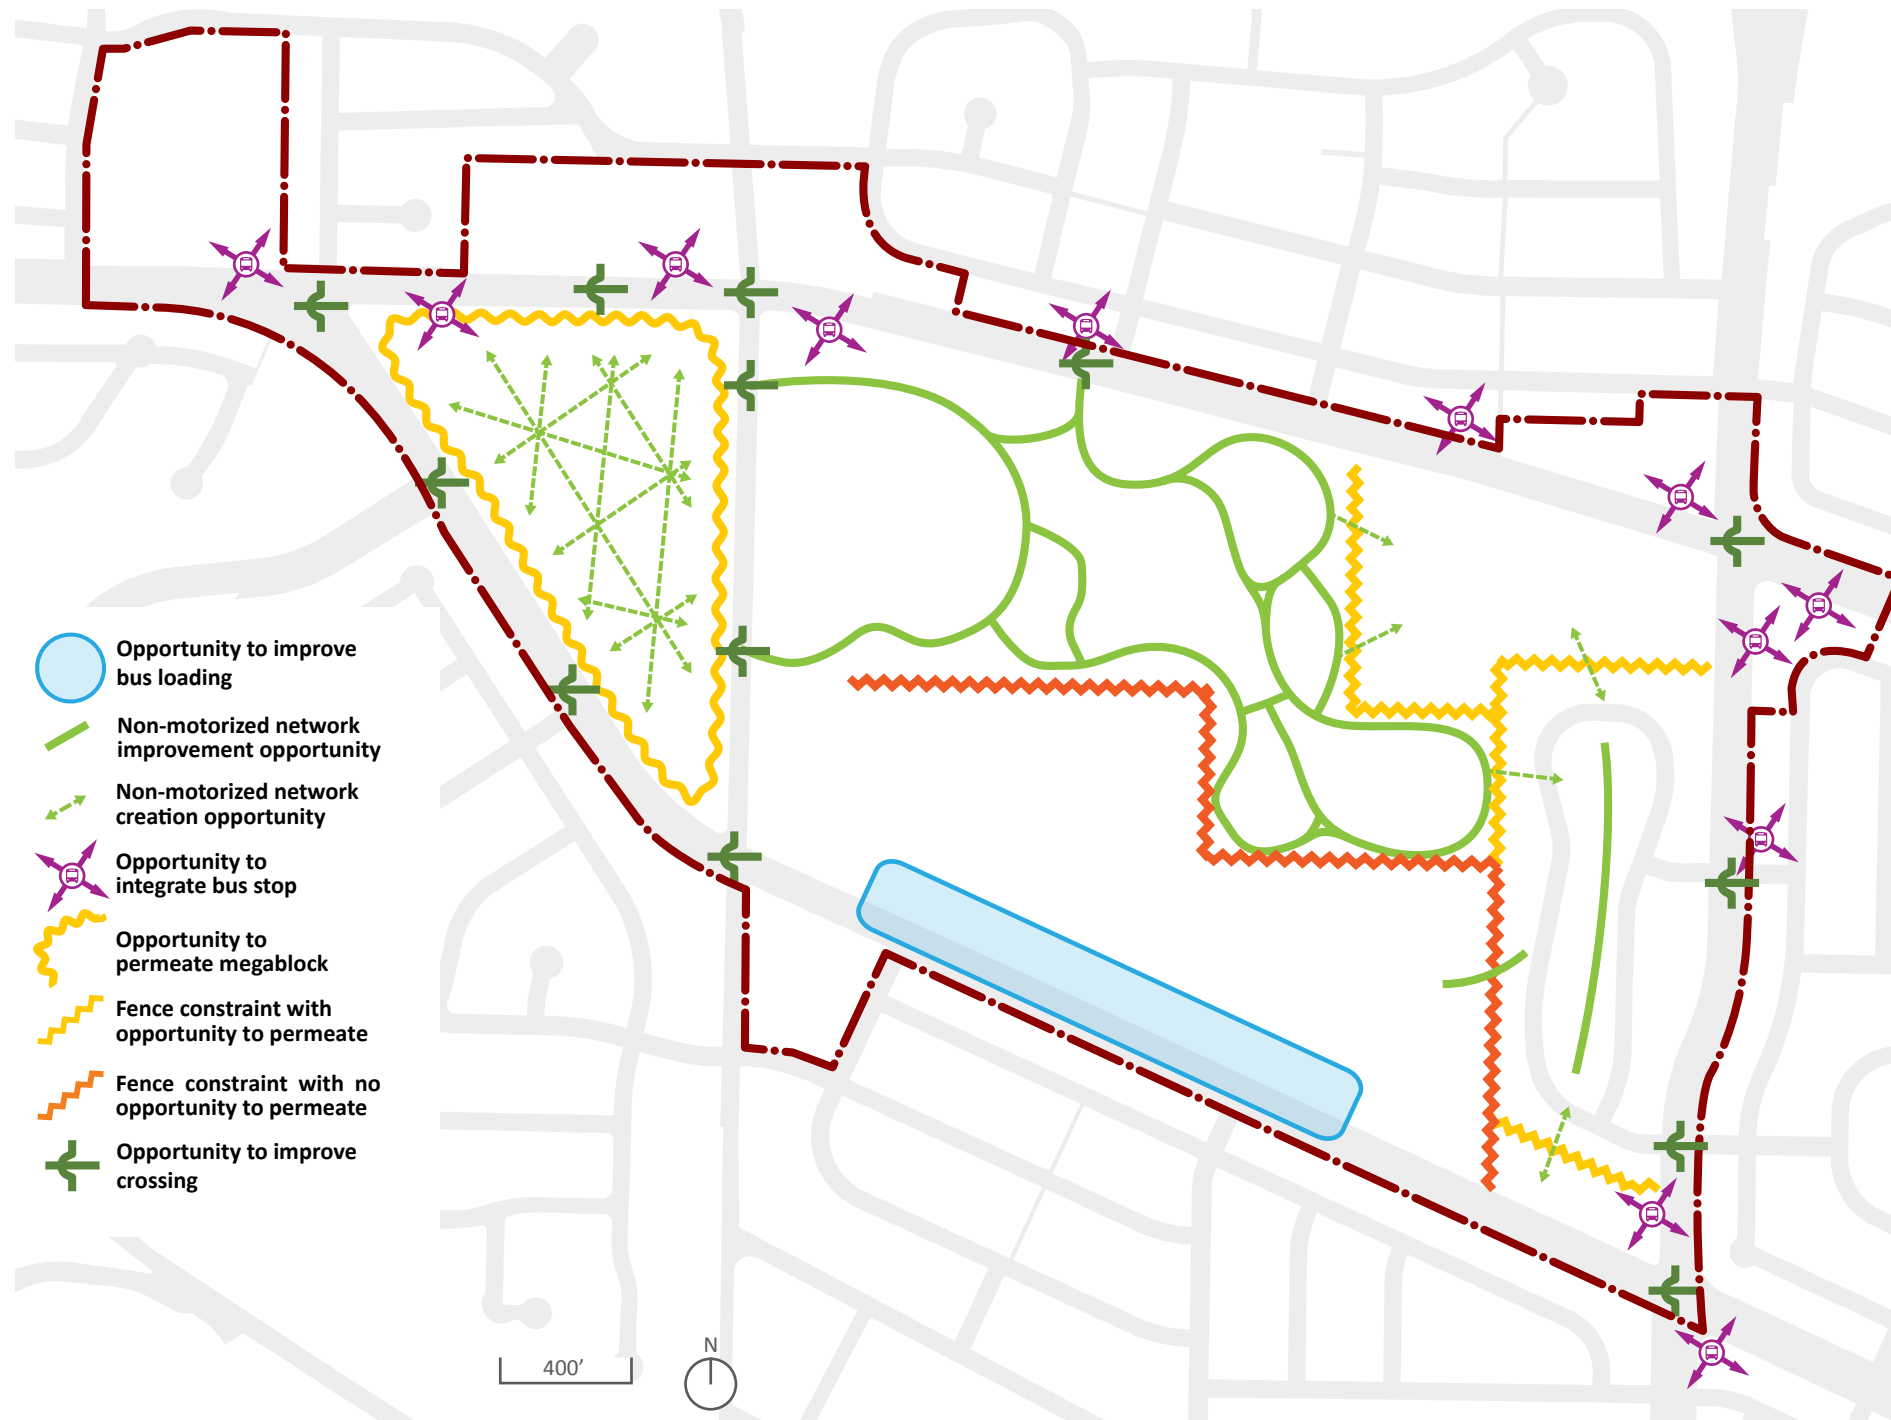 Opportunity to improve
bus loading
Non-motorized network
improvement opportunity
Non-motorized network
creation opportunity
Opportunity to
integrate bus stop
Opportunity to
permeate megablock
Fence constraint with
opportunity to permeate
Fence constraint with no
opportunity to permeate
Opportunity to improve
crossing
400’
N